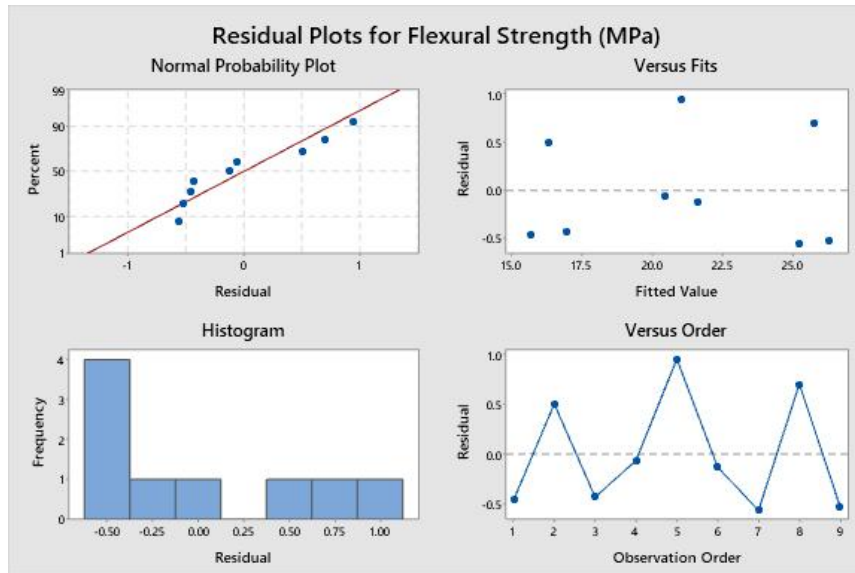 Residual Plots for Flexural Strength (MPa)
Normal Probability Plot
99
90
50
10
1
Percent
-1 0 1
Residual
Versus Fits
1.0
0.5
0.0
-0.5
Residual
15.0 17.5 20.0 22.5 25.0
Fitted Value
Histogram
4
3
2
1
0
Frequency
-0.50 -0.25 0.00 0.25 0.50 0.75 1.00
Residual
Versus Order
1.0
0.5
0.0
-0.5
Residual
1 2 3 4 5 6 7 8 9
Observation Order